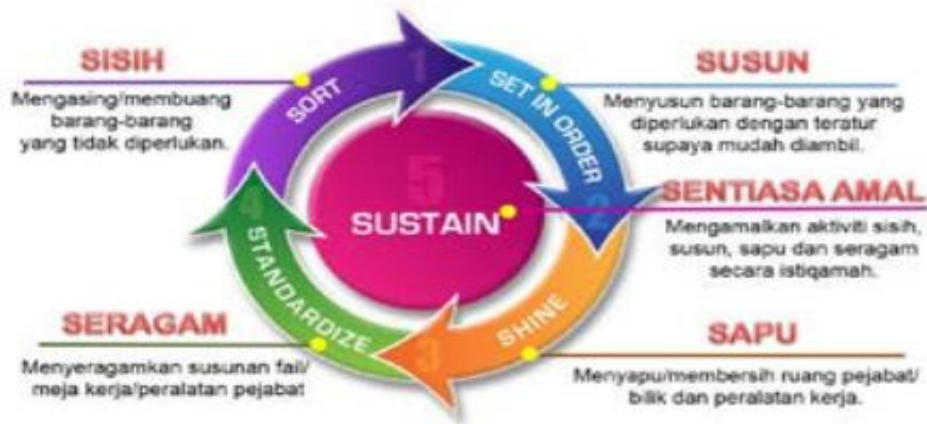 SISIH
Mengasing/membuang
barang-barang
yang tidak diperlukan.
1
SORT
SET IN ORDER
SUSUN
Menyusun barang-barang yang
diperlukan dengan teratur
supaya mudah diambil.
2
5
SUSTAIN
SENTIASA AMAL
Mengamalkan aktiviti sisih,
susun, sapu dan seragam
secara istiqamah.
4
STANDARDIZE
SERAGAM
Menyeragamkan susunan fail/
meja kerja/peralatan pejabat
3
SHINE
SAPU
Menyapu/membersih ruang pejabat/
bilik dan peralatan kerja.